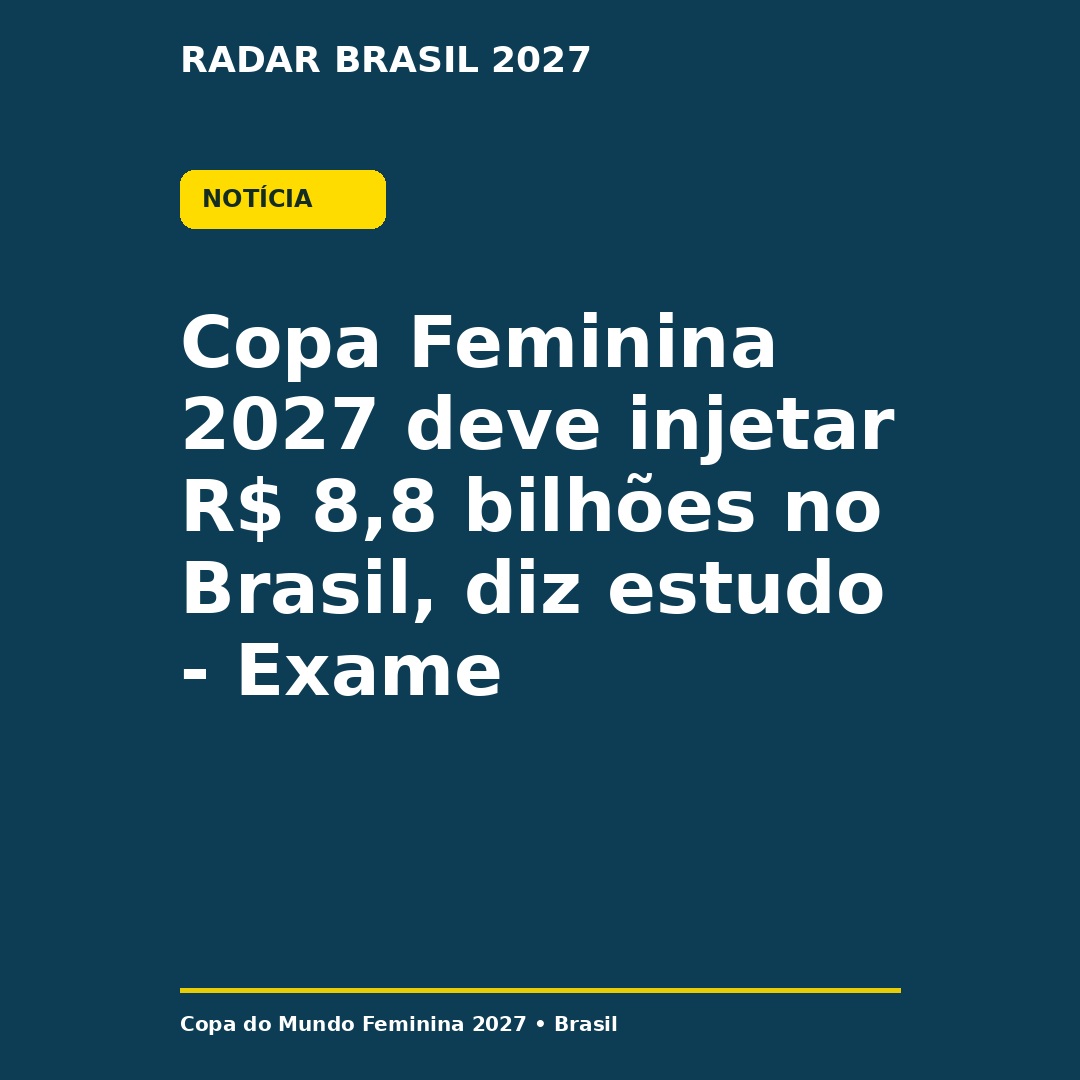 RADAR BRASIL 2027
NOTÍCIA
Copa Feminina
2027 deve injetar
R$ 8,8 bilhões no
Brasil, diz estudo
- Exame
Copa do Mundo Feminina 2027 • Brasil